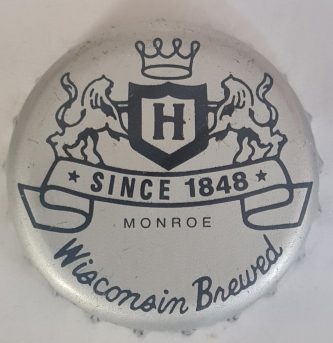 H
★ SINCE 1848 ★
MONROE
Wisconsin Brewed